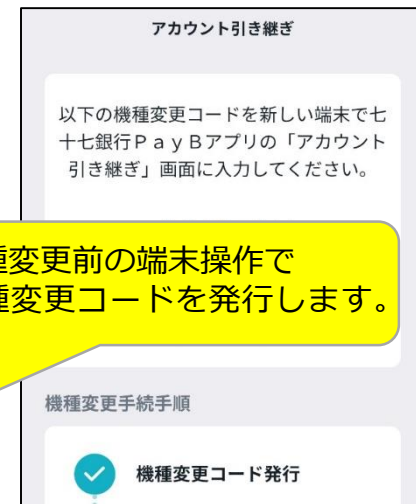 アカウント引き継ぎ
以下の機種変更コードを新しい端末で七
十七銀行ＰａｙＢアプリの「アカウント
引き継ぎ」画面に入力してください。
種変更前の端末操作で
種変更コードを発行します。
機種変更手続手順
機種変更コード発行